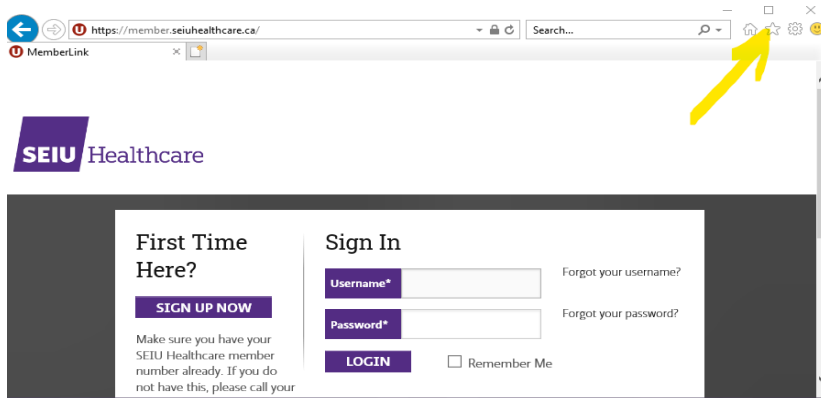 https://member.seiuhealthcare.ca/
Search...
MemberLink
SEIU Healthcare
First Time
Here?
SIGN UP NOW
Make sure you have your
SEIU Healthcare member
number already. If you do
not have this, please call your
Sign In
Username*
Forgot your username?
Password*
Forgot your password?
LOGIN
Remember Me